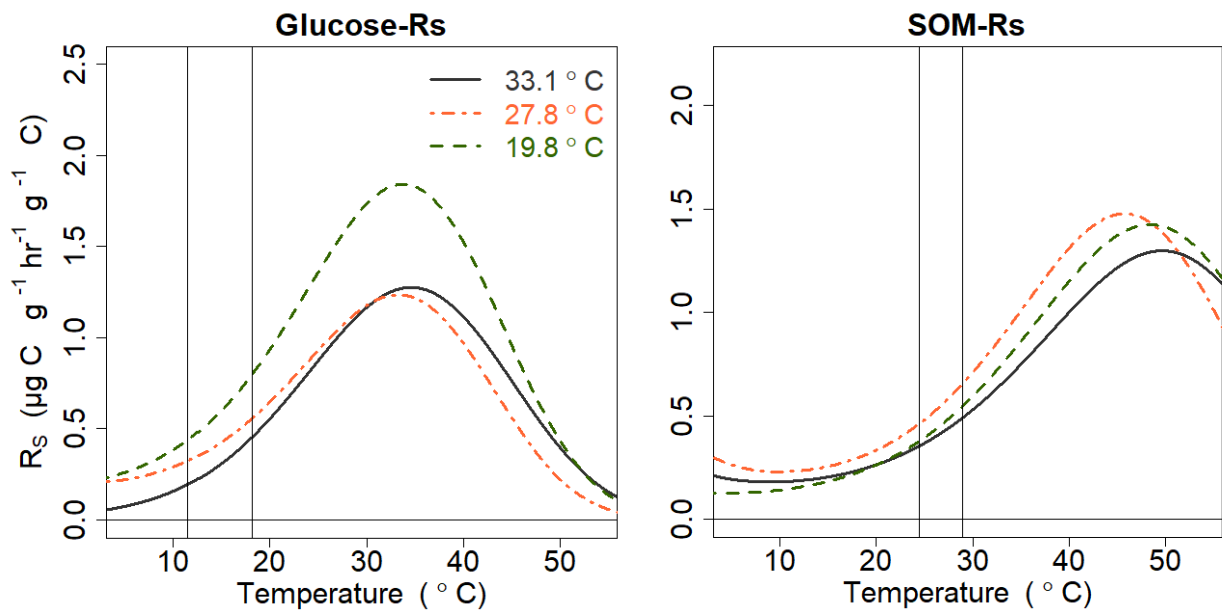 Glucose-Rs
33.1 ° C
27.8 ° C
19.8 ° C
R_S (µg C g ⁻¹ hr⁻¹ g ⁻¹ C)
0.0 0.5 1.0 1.5 2.0 2.5
10 20 30 40 50
Temperature ( ° C)
SOM-Rs
0.0 0.5 1.0 1.5 2.0
10 20 30 40 50
Temperature ( ° C)